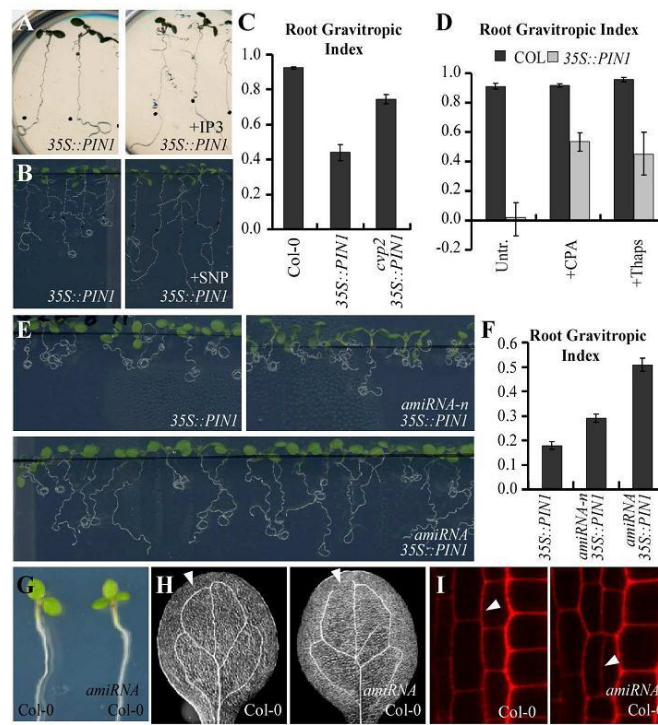 A
35S::PIN1
+IP3
35S::PIN1
B
35S::PIN1
+SNP
35S::PIN1
C
Root Gravitropic
Index
1.0
0.8
0.6
0.4
0.2
0.0
Col-0
35S::PIN1
cvp2
35S::PIN1
D
Root Gravitropic Index
COL
35S::PIN1
1.0
0.8
0.6
0.4
0.2
0.0
-0.2
Untr.
+CPA
+Thaps
E
35S::PIN1
amiRNA-n
35S::PIN1
amiRNA
35S::PIN1
F
Root Gravitropic
Index
0.6
0.5
0.4
0.3
0.2
0.1
0.0
35S::PIN1
amiRNA-n
35S::PIN1
amiRNA
35S::PIN1
G
Col-0
amiRNA
Col-0
H
Col-0
amiRNA
Col-0
I
Col-0
amiRNA
Col-0